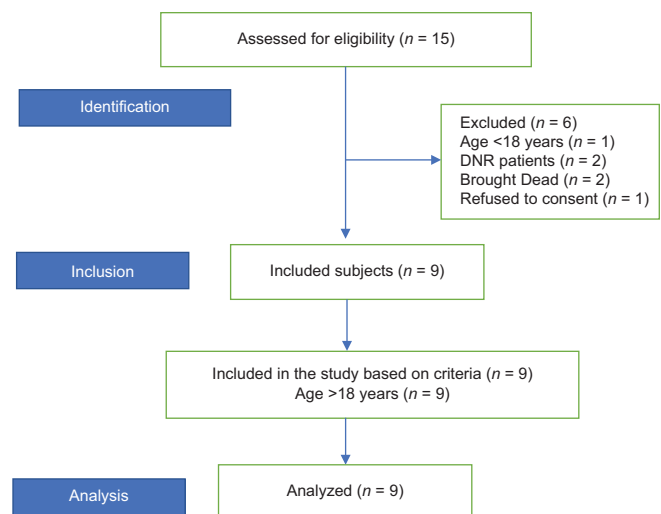 Assessed for eligibility (n = 15)
Identification
Excluded (n = 6)
Age <18 years (n = 1)
DNR patients (n = 2)
Brought Dead (n = 2)
Refused to consent (n = 1)
Inclusion
Included subjects (n = 9)
Included in the study based on criteria (n = 9)
Age >18 years (n = 9)
Analysis
Analyzed (n = 9)